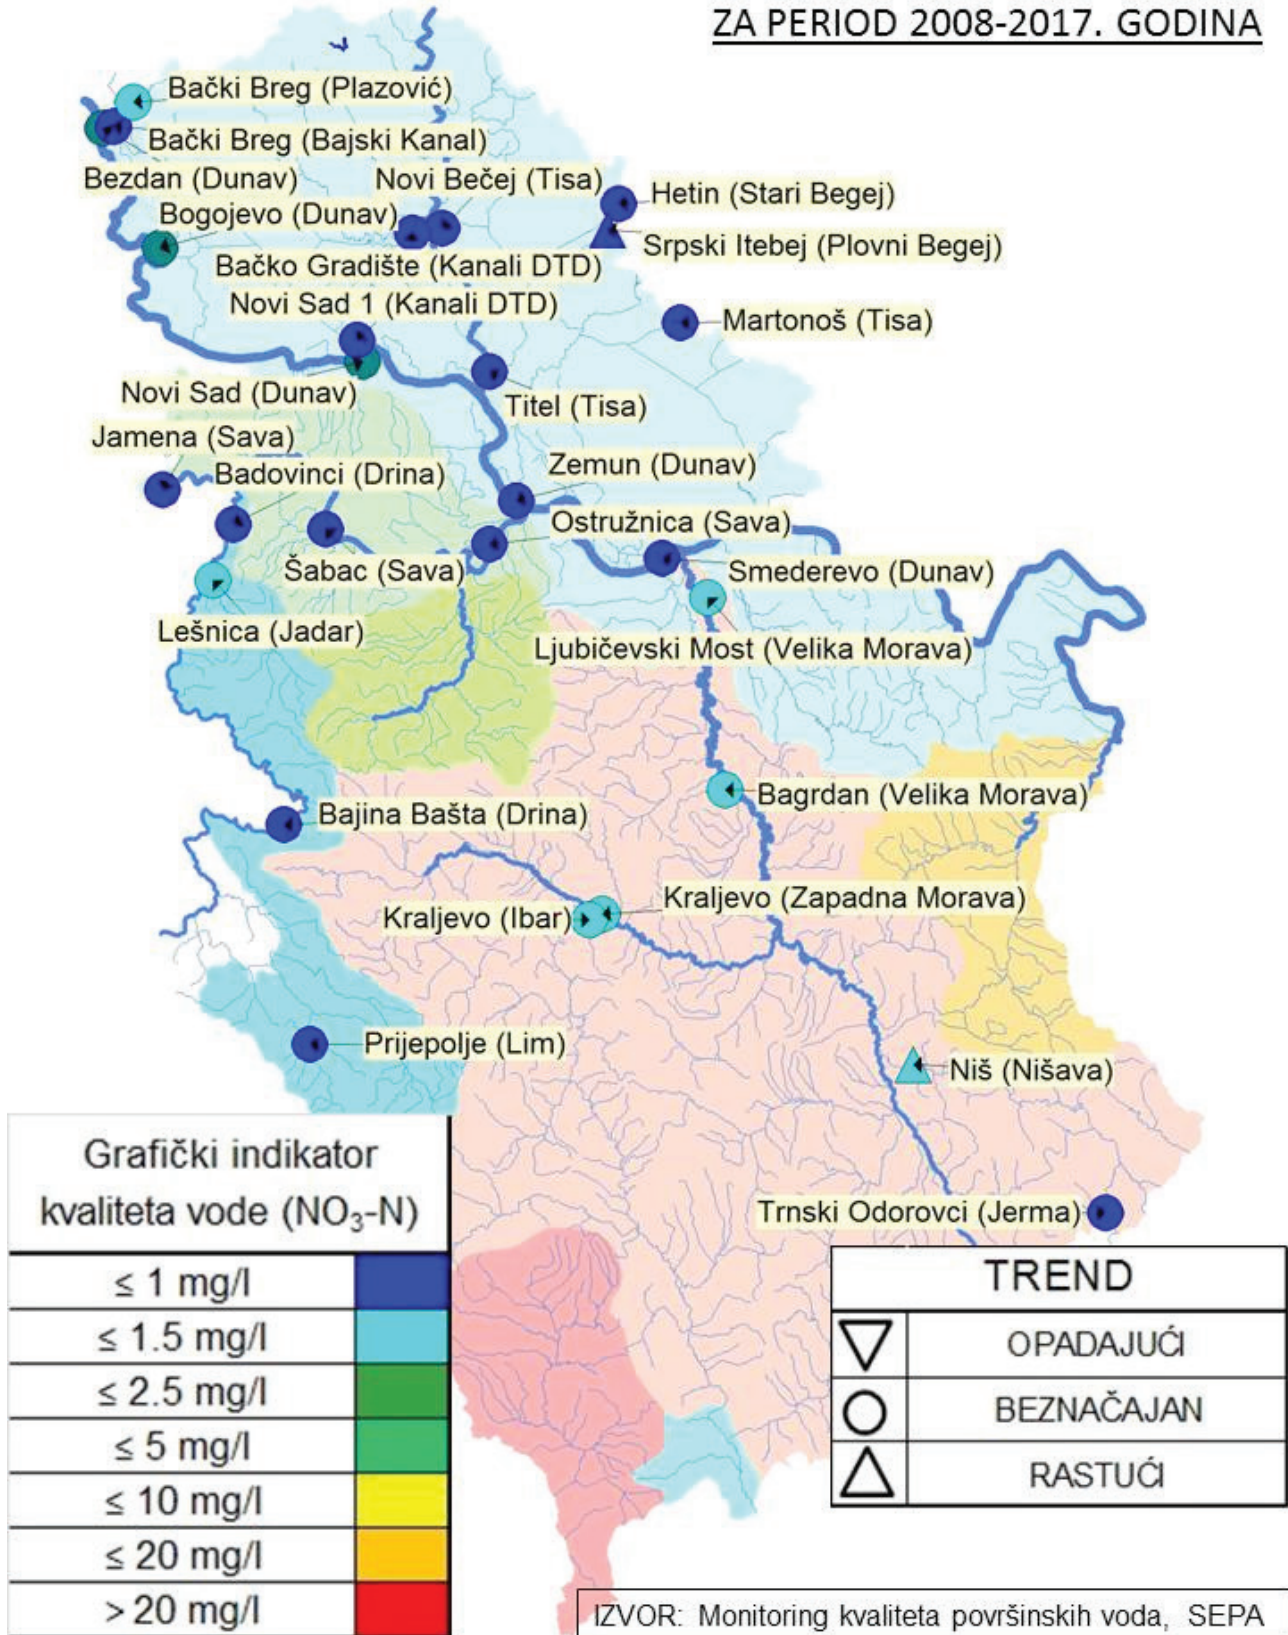 ZA PERIOD 2008-2017. GODINA
Bački Breg (Plazović)
Bački Breg (Bajski Kanal)
Bezdan (Dunav)
Novi Bečej (Tisa)
Hetin (Stari Begej)
Bogojevo (Dunav)
Srpski Itebej (Plovni Begej)
Bačko Gradište (Kanali DTD)
Novi Sad 1 (Kanali DTD)
Martonoš (Tisa)
Novi Sad (Dunav)
Titel (Tisa)
Jamena (Sava)
Badovinci (Drina)
Zemun (Dunav)
Ostružnica (Sava)
Šabac (Sava)
Smederevo (Dunav)
Lešnica (Jadar)
Ljubičevski Most (Velika Morava)
Bagrdan (Velika Morava)
Bajina Bašta (Drina)
Kraljevo (Zapadna Morava)
Kraljevo (Ibar)
Prijepolje (Lim)
Niš (Nišava)
Trnski Odorovci (Jerma)
Grafički indikator
kvaliteta vode (NO₃-N)
≤ 1 mg/l
≤ 1.5 mg/l
≤ 2.5 mg/l
≤ 5 mg/l
≤ 10 mg/l
≤ 20 mg/l
> 20 mg/l
TREND
OPADAJUĆI
BEZNAČAJAN
RASTUĆI
IZVOR: Monitoring kvaliteta površinskih voda, SEPA